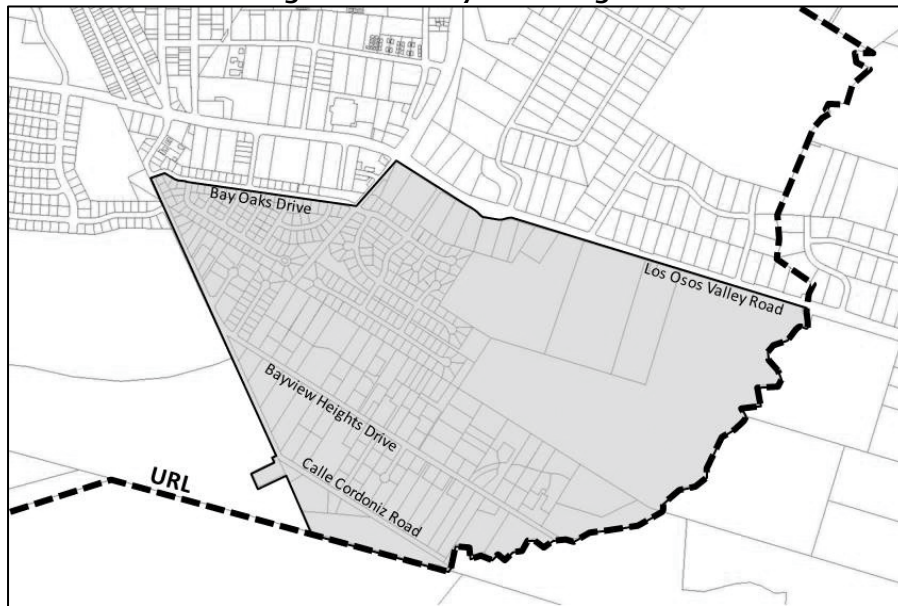 Bay Oaks Drive
Los Osos Valley Road
Bayview Heights Drive
Calle Cordoniz Road
URL